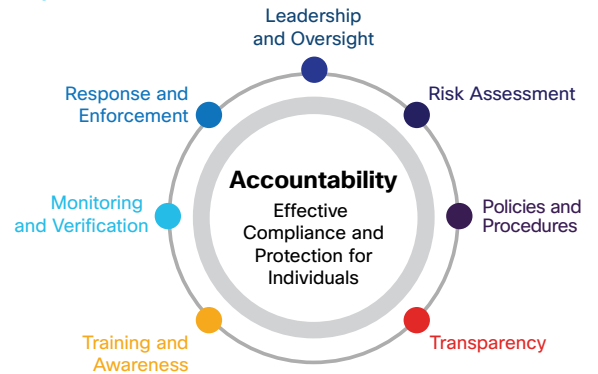 Leadership
and Oversight
Risk Assessment
Policies and
Procedures
Transparency
Training and
Awareness
Monitoring
and Verification
Response and
Enforcement
Accountability
Effective
Compliance and
Protection for
Individuals